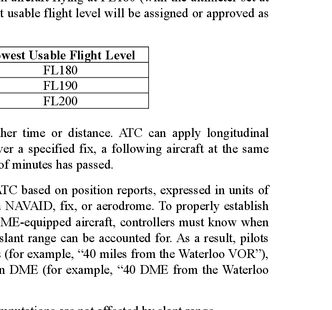 t usable flight level will be assigned or approved as
west Usable Flight Level
FL180
FL190
FL200
her time or distance. ATC can apply longitudinal
er a specified fix, a following aircraft at the same
of minutes has passed.
TC based on position reports, expressed in units of
NAVAID, fix, or aerodrome. To properly establish
ME-equipped aircraft, controllers must know when
slant range can be accounted for. As a result, pilots
(for example, “40 miles from the Waterloo VOR”),
n DME (for example, “40 DME from the Waterloo